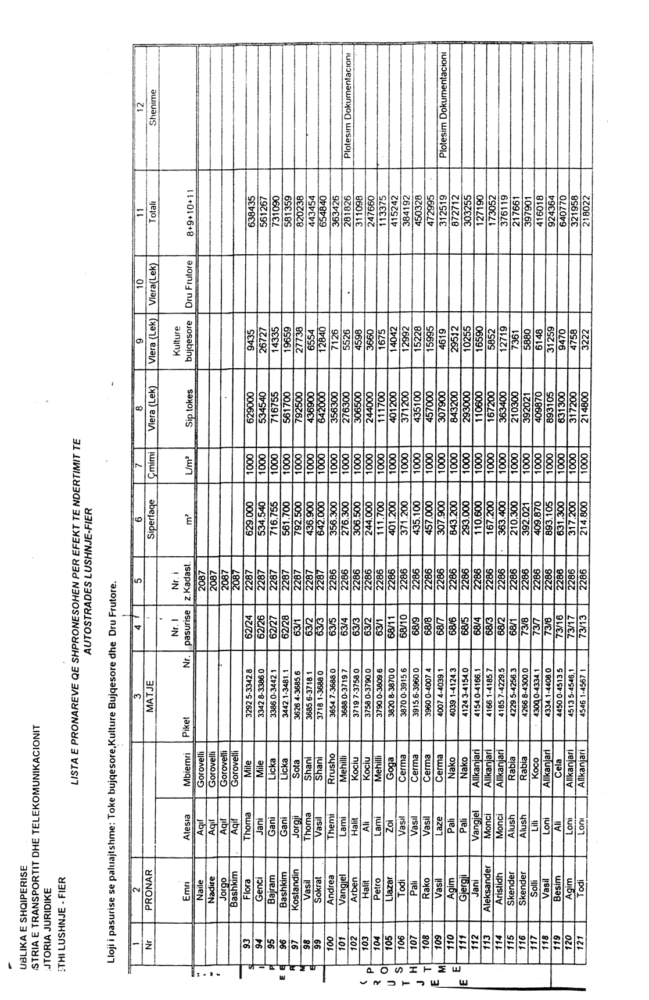 UBLIKA E SHQIPERISE
STRIA E TRANSPORTIT DHE TELEKOMUNIKACIONIT
JTORIA JURIDIKE
THI LUSHNJE - FIER
LISTA E PRONAREVE QE SHPRONESOHEN PER EFEKT TE NDERTIMIT TE
AUTOSTRADES LUSHNJE-FIER
Lloji i pasurise se paluajtshme: Toke bujqesore,Kulture Bujqesore dhe Dru Frutore.
1 2 3 4 5 6 7 8 9 10 11 12
Nr. PRONAR MATJE Nr. I Nr. i Siperfaqe Çmimi Vlera (Lek) Vlera (Lek) Vlera(Lek) Totali Shenime
Emri Atesia Mbiemri Piket Nr. pasurise z.Kadast. m² L/m² Sip.tokes Kulture bujqesore Dru Frutore 8+9+10+11
Naile Aqif Gorovelli 2087
Nadire Aqif Gorovelli 2087
Jorgo Aqif Gorovelli 2087
Bashkim Aqif Gorovelli 2087
93 Flora Thoma Mile 3292.5-3342.8 62/24 2287 629.000 1000 629000 9435 638435
94 Genci Jani Mile 3342.8-3386.0 62/26 2287 534.540 1000 534540 26727 561267
95 Bajram Gani Licka 3386.0-3442.1 62/27 2287 716.755 1000 716755 14335 731090
96 Bashkim Gani Licka 3442.1-3481.1 62/28 2287 561.700 1000 561700 19659 581359
97 Kostandin Jorgji Sota 3626.4-3685.6 63/1 2287 792.500 1000 792500 27738 820238
98 Vasil Thoma Shani 3685.6-3718.1 63/2 2287 436.900 1000 436900 6554 443454
99 Sokrat Vasil Shani 3718.1-3688.0 63/3 2287 642.000 1000 642000 12840 654840
100 Andrea Themi Rrusho 3654.7-3688.0 63/5 2286 356.300 1000 356300 7126 363426
101 Vangjel Lami Mehilli 3688.0-3719.7 63/4 2286 276.300 1000 276300 5526 281826 Plotesim Dokumentacioni
102 Arben Halit Kociu 3719.7-3758.0 63/3 2286 306.500 1000 306500 4598 311098
103 Halit Ali Kociu 3758.0-3790.0 63/2 2286 244.000 1000 244000 3660 247660
104 Petro Lami Mehilli 3790.0-3809.6 63/1 2286 111.700 1000 111700 1675 113375
105 Llazar Zoi Goga 3820.8-3870.0 68/11 2286 401.200 1000 401200 14042 415242
106 Todi Vasil Cerma 3870.0-3915.6 68/10 2286 371.200 1000 371200 12992 384192
107 Pali Vasil Cerma 3915.6-3960.0 68/9 2286 435.100 1000 435100 15228 450328
108 Rako Vasil Cerma 3960.0-4007.4 68/8 2286 457.000 1000 457000 15995 472995
109 Vasil Laze Cerma 4007.4-4039.1 68/7 2286 307.900 1000 307900 4619 312519 Plotesim Dokumentacioni
110 Agim Pali Nako 4039.1-4124.3 68/6 2286 843.200 1000 843200 29512 872712
111 Gjergji Pali Nako 4124.3-4154.0 68/5 2286 293.000 1000 293000 10255 303255
112 Jani Vangjel Allkanjari 4154.0-4166.1 68/4 2286 110.600 1000 110600 16590 127190
113 Aleksander Monci Allkanjari 4166.1-4185.7 68/3 2286 167.200 1000 167200 5852 173052
114 Aristidh Monci Allkanjari 4185.7-4229.5 68/2 2286 363.400 1000 363400 12719 376119
115 Skender Alush Rabia 4229.5-4256.3 68/1 2286 210.300 1000 210300 7361 217661
116 Skender Alush Rabia 4266.8-4300.0 73/8 2286 392.021 1000 392021 5880 397901
117 Solli Lili Koco 4300.0-4334.1 73/7 2286 409.870 1000 409870 6148 416018
118 Vasil Loni Allkanjari 4334.1-4408.0 73/6 2286 893.105 1000 893105 31259 924364
119 Besim Ali Cela 4450.0-4513.5 73/16 2286 631.300 1000 631300 9470 640770
120 Agim Loni Allkanjari 4513.5-4546.1 73/17 2286 317.200 1000 317200 4758 321958
121 Todi Loni Allkanjari 4546.1-4567.1 73/13 2286 214.800 1000 214800 3222 218022